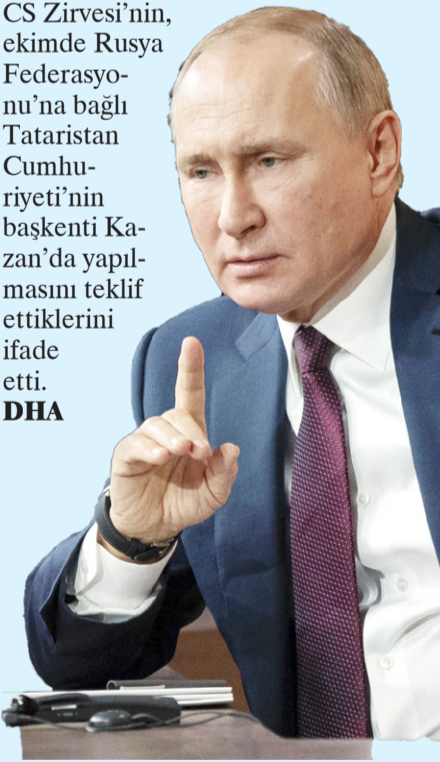 CS Zirvesi’nin,
ekimde Rusya
Federasyo-
nu’na bağlı
Tataristan
Cumhu-
riyeti’nin
başkenti Ka-
zan’da yapıl-
masını teklif
ettiklerini
ifade
etti.
DHA